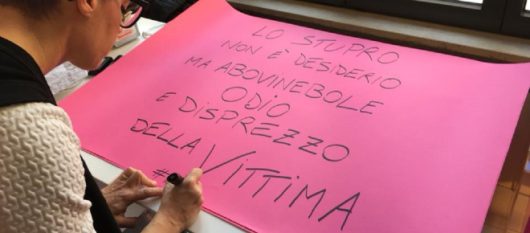 LO STUPRO
NON È DESIDERIO
MA ABOVINEBOLE
ODIO
E DISPREZZO
DELLA VITTIMA
#